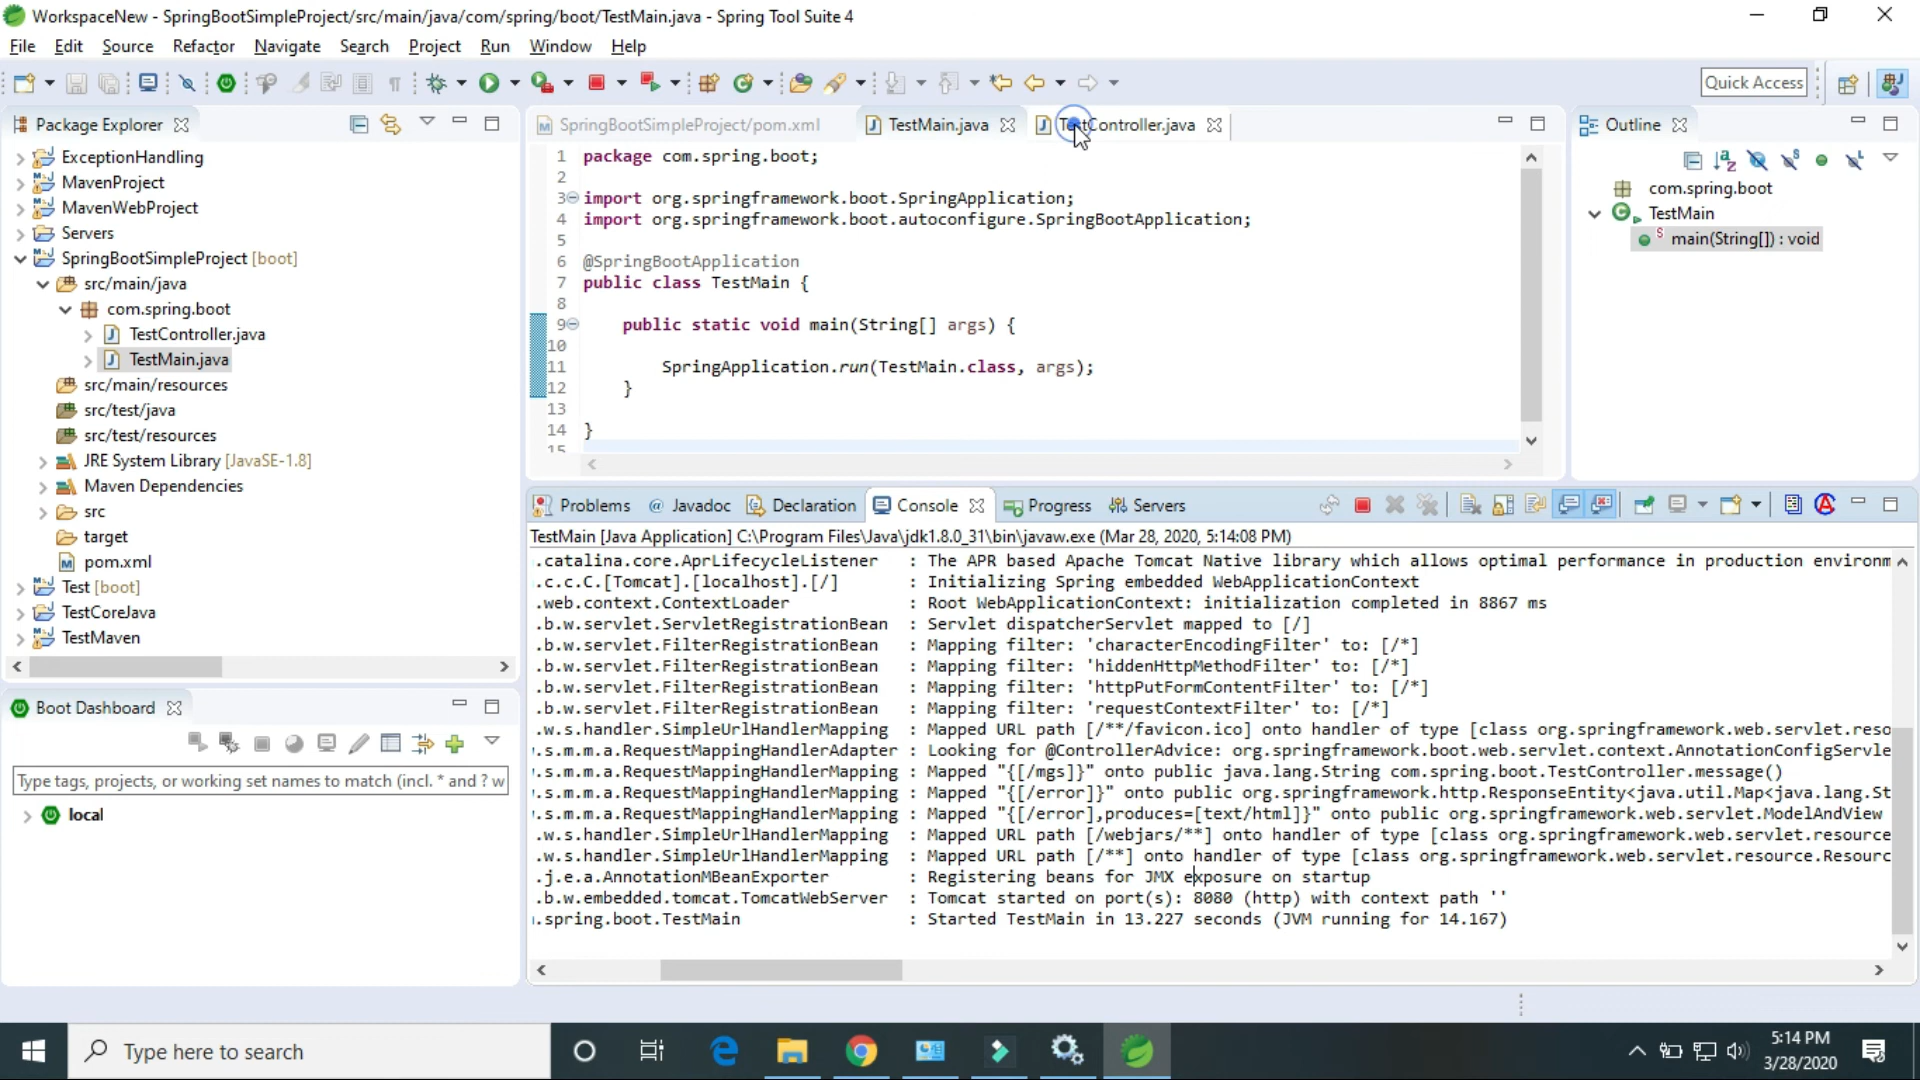 WorkspaceNew - SpringBootSimpleProject/src/main/java/com/spring/boot/TestMain.java - Spring Tool Suite 4
File Edit Source Refactor Navigate Search Project Run Window Help
Quick Access
Package Explorer
ExceptionHandling
MavenProject
MavenWebProject
Servers
SpringBootSimpleProject [boot]
src/main/java
com.spring.boot
TestController.java
TestMain.java
src/main/resources
src/test/java
src/test/resources
JRE System Library [JavaSE-1.8]
Maven Dependencies
src
target
pom.xml
Test [boot]
TestCoreJava
TestMaven
Boot Dashboard
Type tags, projects, or working set names to match (incl. * and ? w
local
SpringBootSimpleProject/pom.xml TestMain.java TestController.java
1 package com.spring.boot;
2
3 import org.springframework.boot.SpringApplication;
4 import org.springframework.boot.autoconfigure.SpringBootApplication;
5
6 @SpringBootApplication
7 public class TestMain {
8
9 public static void main(String[] args) {
10
11 SpringApplication.run(TestMain.class, args);
12 }
13
14 }
15
Outline
com.spring.boot
TestMain
main(String[]) : void
Problems @ Javadoc Declaration Console Progress Servers
TestMain [Java Application] C:\Program Files\Java\jdk1.8.0_31\bin\javaw.exe (Mar 28, 2020, 5:14:08 PM)
.catalina.core.AprLifecycleListener : The APR based Apache Tomcat Native library which allows optimal performance in production environm
.c.c.C.[Tomcat].[localhost].[/] : Initializing Spring embedded WebApplicationContext
.web.context.ContextLoader : Root WebApplicationContext: initialization completed in 8867 ms
.b.w.servlet.ServletRegistrationBean : Servlet dispatcherServlet mapped to [/]
.b.w.servlet.FilterRegistrationBean : Mapping filter: 'characterEncodingFilter' to: [/*]
.b.w.servlet.FilterRegistrationBean : Mapping filter: 'hiddenHttpMethodFilter' to: [/*]
.b.w.servlet.FilterRegistrationBean : Mapping filter: 'httpPutFormContentFilter' to: [/*]
.b.w.servlet.FilterRegistrationBean : Mapping filter: 'requestContextFilter' to: [/*]
.w.s.handler.SimpleUrlHandlerMapping : Mapped URL path [/**/favicon.ico] onto handler of type [class org.springframework.web.servlet.reso
.s.m.m.a.RequestMappingHandlerAdapter : Looking for @ControllerAdvice: org.springframework.boot.web.servlet.context.AnnotationConfigServle
.s.m.m.a.RequestMappingHandlerMapping : Mapped "{[/mgs]}" onto public java.lang.String com.spring.boot.TestController.message()
.s.m.m.a.RequestMappingHandlerMapping : Mapped "{[/error]}" onto public org.springframework.http.ResponseEntity<java.util.Map<java.lang.St
.s.m.m.a.RequestMappingHandlerMapping : Mapped "{[/error],produces=[text/html]}" onto public org.springframework.web.servlet.ModelAndView
.w.s.handler.SimpleUrlHandlerMapping : Mapped URL path [/webjars/**] onto handler of type [class org.springframework.web.servlet.resource
.w.s.handler.SimpleUrlHandlerMapping : Mapped URL path [/**] onto handler of type [class org.springframework.web.servlet.resource.Resourc
.j.e.a.AnnotationMBeanExporter : Registering beans for JMX exposure on startup
.b.w.embedded.tomcat.TomcatWebServer : Tomcat started on port(s): 8080 (http) with context path ''
.spring.boot.TestMain : Started TestMain in 13.227 seconds (JVM running for 14.167)
Type here to search
5:14 PM
3/28/2020